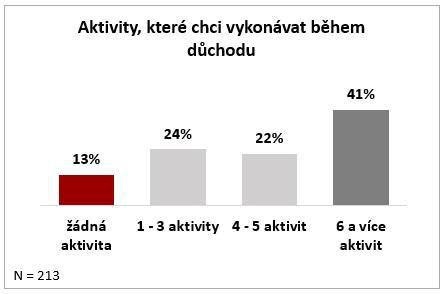 Aktivity, které chci vykonávat během
důchodu
41%
24%
22%
13%
žádná
aktivita
1 - 3 aktivity
4 - 5 aktivit
6 a více
aktivit
N = 213